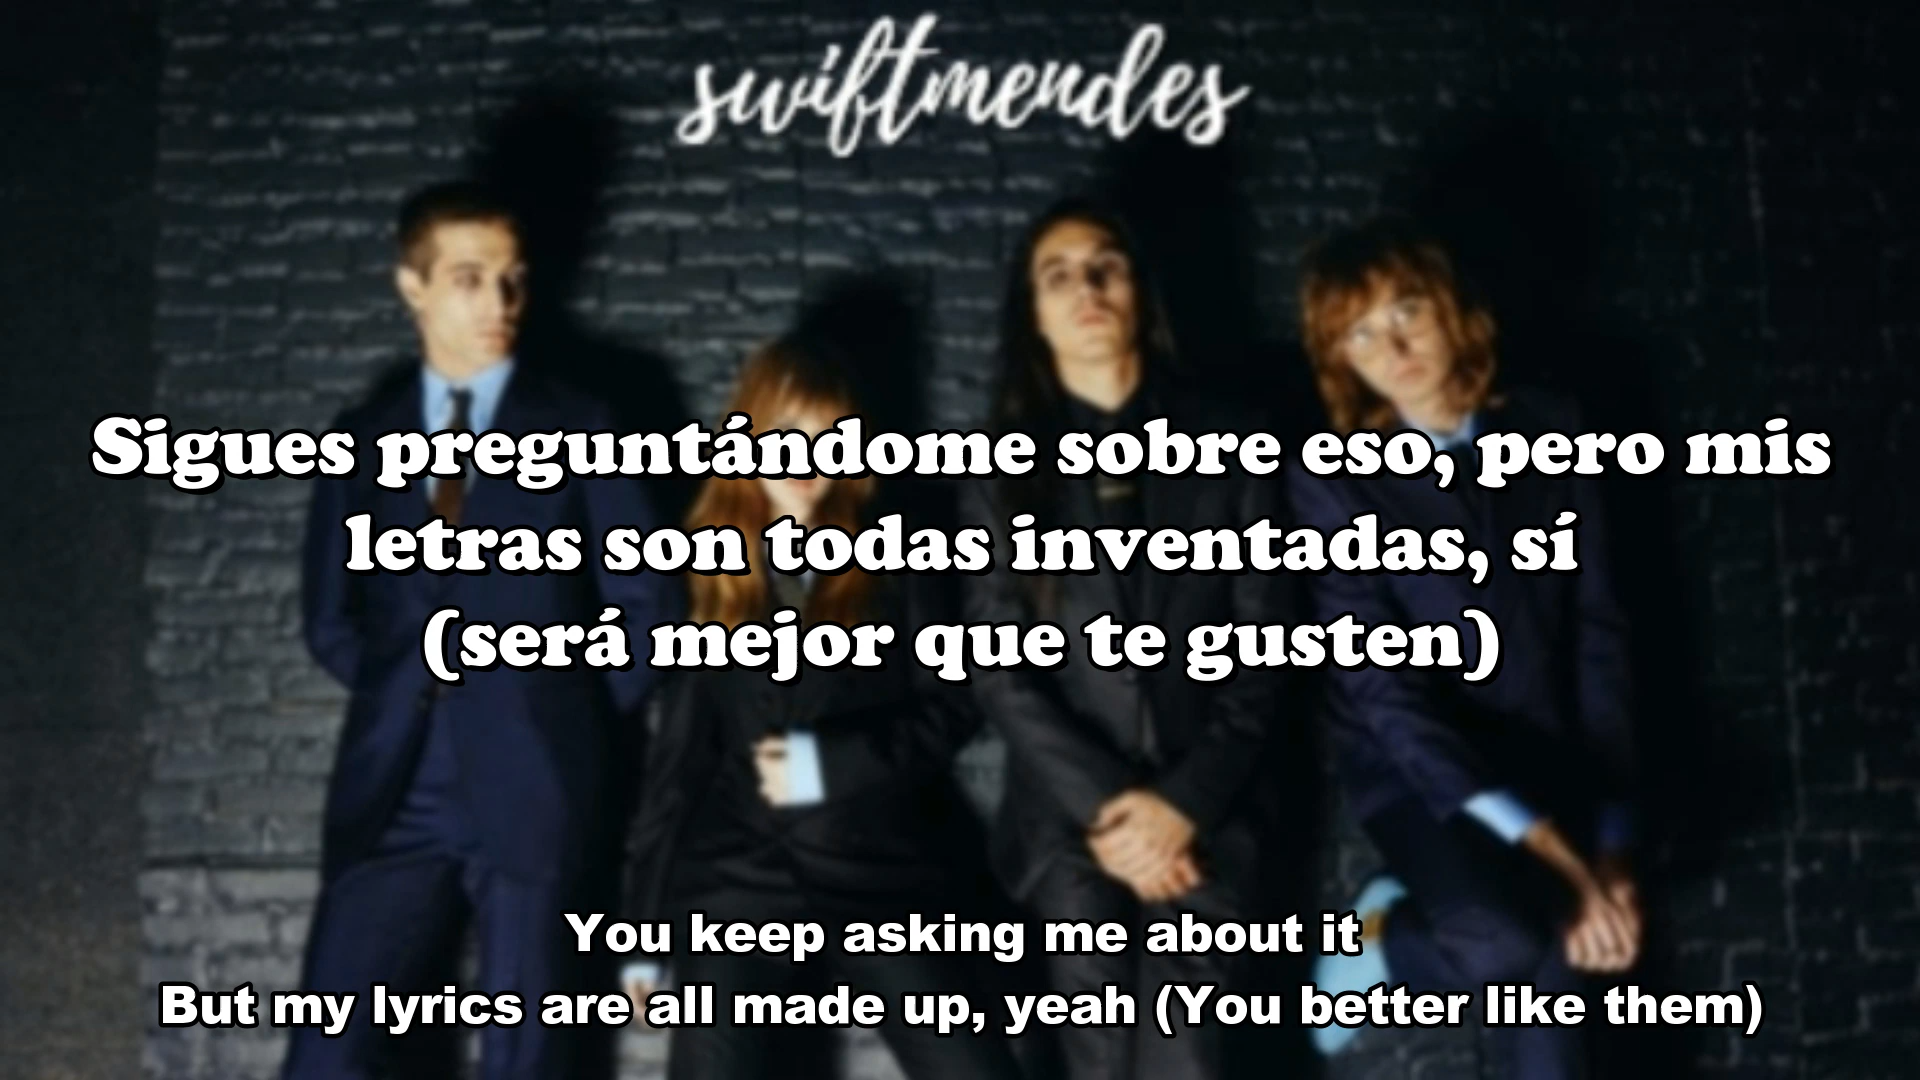 swiftmendes
Sigues preguntándome sobre eso, pero mis
letras son todas inventadas, sí
(será mejor que te gusten)
You keep asking me about it
But my lyrics are all made up, yeah (You better like them)